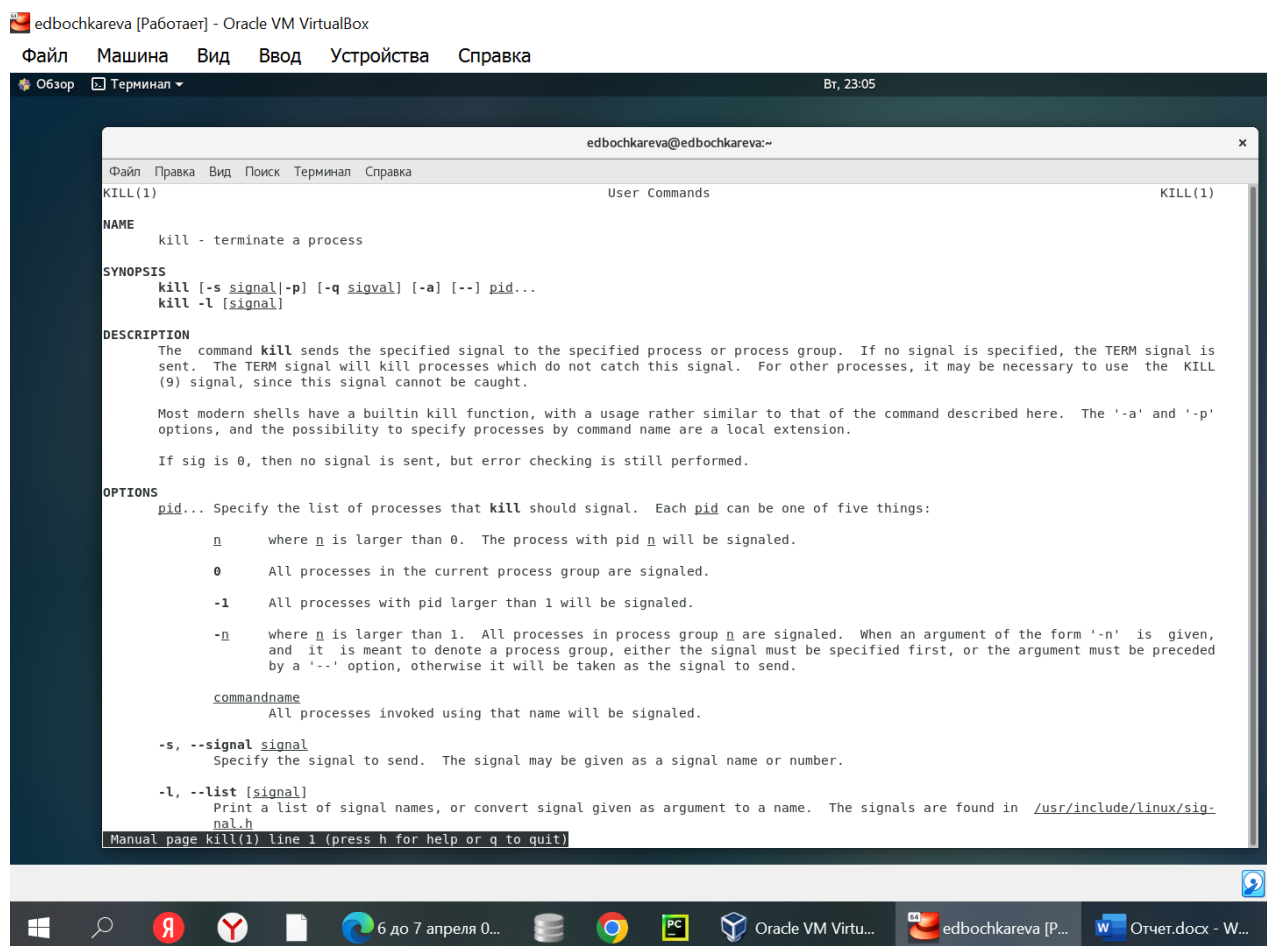 edbochkareva [Работает] - Oracle VM VirtualBox
Файл Машина Вид Ввод Устройства Справка
Обзор Терминал Вт, 23:05
edbochkareva@edbochkareva:~ ×
Файл Правка Вид Поиск Терминал Справка
KILL(1) User Commands KILL(1)
NAME
kill - terminate a process
SYNOPSIS
kill [-s signal|-p] [-q sigval] [-a] [--] pid...
kill -l [signal]
DESCRIPTION
The command kill sends the specified signal to the specified process or process group. If no signal is specified, the TERM signal is
sent. The TERM signal will kill processes which do not catch this signal. For other processes, it may be necessary to use the KILL
(9) signal, since this signal cannot be caught.
Most modern shells have a builtin kill function, with a usage rather similar to that of the command described here. The '-a' and '-p'
options, and the possibility to specify processes by command name are a local extension.
If sig is 0, then no signal is sent, but error checking is still performed.
OPTIONS
pid... Specify the list of processes that kill should signal. Each pid can be one of five things:
n where n is larger than 0. The process with pid n will be signaled.
0 All processes in the current process group are signaled.
-1 All processes with pid larger than 1 will be signaled.
-n where n is larger than 1. All processes in process group n are signaled. When an argument of the form '-n' is given,
and it is meant to denote a process group, either the signal must be specified first, or the argument must be preceded
by a '--' option, otherwise it will be taken as the signal to send.
commandname
All processes invoked using that name will be signaled.
-s, --signal signal
Specify the signal to send. The signal may be given as a signal name or number.
-l, --list [signal]
Print a list of signal names, or convert signal given as argument to a name. The signals are found in /usr/include/linux/sig-
nal.h
Manual page kill(1) line 1 (press h for help or q to quit)
Я Y 6 до 7 апреля 0... PC Oracle VM Virtu... 64 edbochkareva [Р... W Отчет.docx - W...